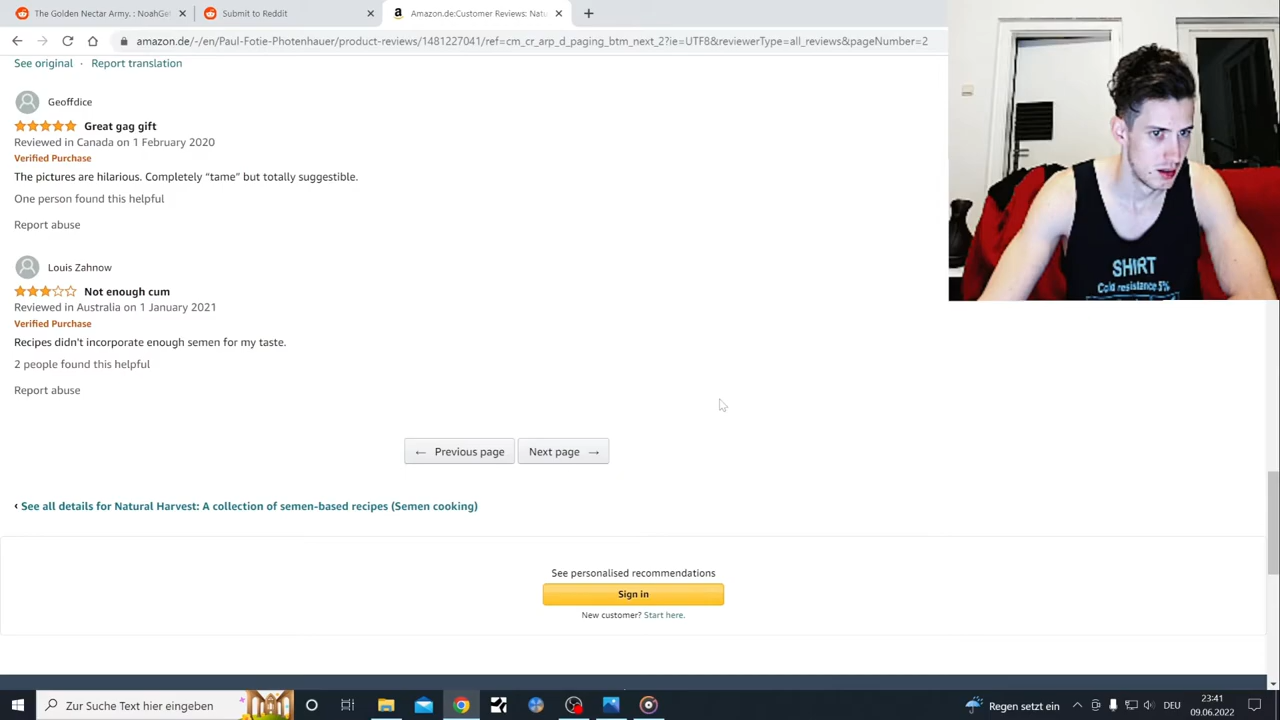 The Golden Nectar Army. : NoahGet
Submit to Reddit
Amazon.de:Customer Reviews: Natu
amazon.de/-/en/Paul-Fotie-Photenhauer/product-review
/1481227041/
cm_cr_arp_d_paging_btm_next_2?ie=UTF8&reviewerType=all_reviews&pageNumber=2
See original · Report translation
Geoffdice
Great gag gift
Reviewed in Canada on 1 February 2020
Verified Purchase
The pictures are hilarious. Completely “tame” but totally suggestible.
One person found this helpful
Report abuse
Louis Zahnow
Not enough cum
Reviewed in Australia on 1 January 2021
Verified Purchase
Recipes didn't incorporate enough semen for my taste.
2 people found this helpful
Report abuse
← Previous page
Next page →
‹ See all details for Natural Harvest: A collection of semen-based recipes (Semen cooking)
See personalised recommendations
Sign in
New customer? Start here.
SHIRT
Cold resistance 5%
Zur Suche Text hier eingeben
Regen setzt ein
DEU
23:41
09.06.2022